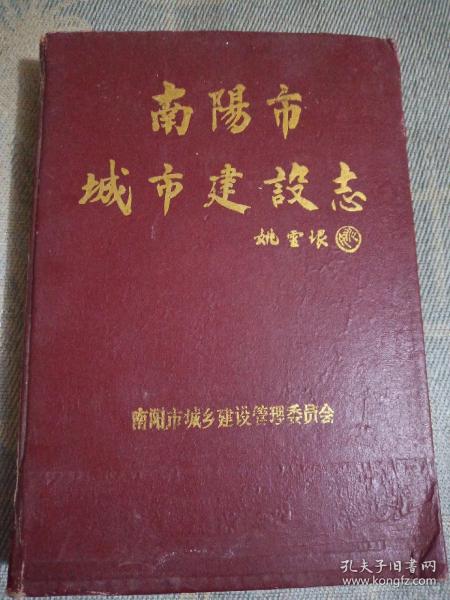 南陽市
城市建設志
姚雪垠
南阳市城乡建设管理委员会
孔夫子旧书网
www.kongfz.com